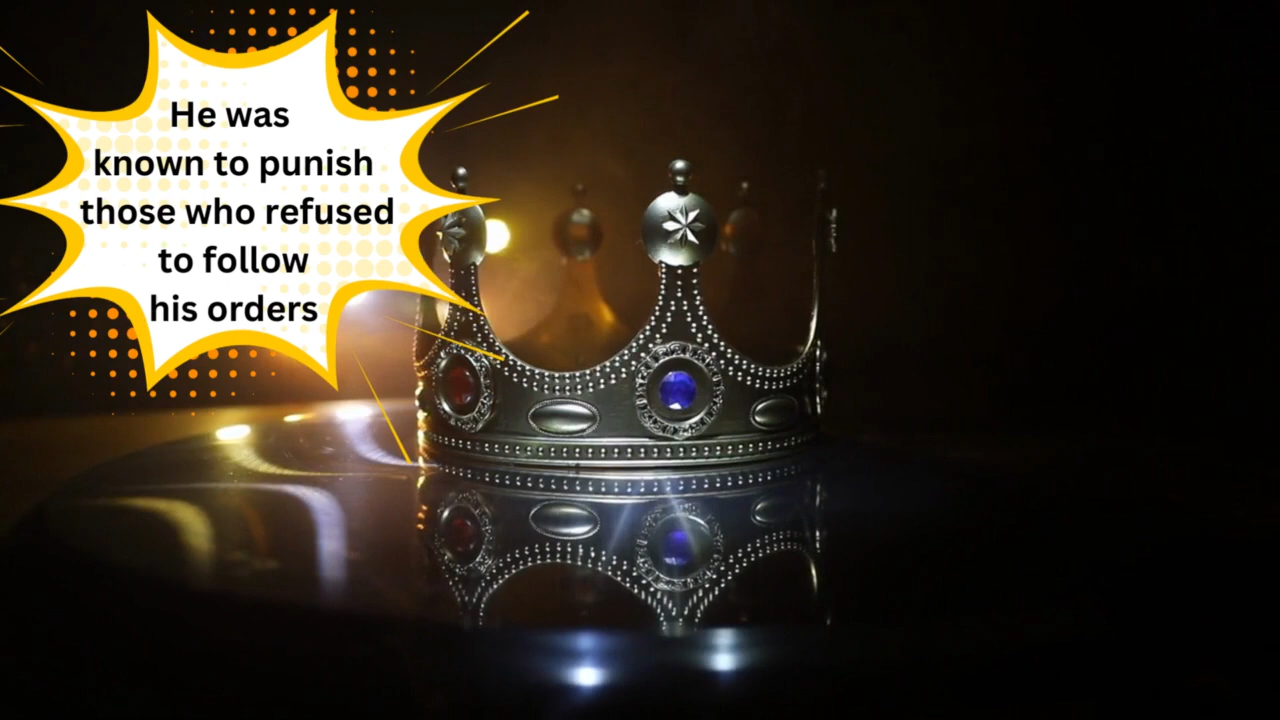 He was
known to punish
those who refused
to follow
his orders